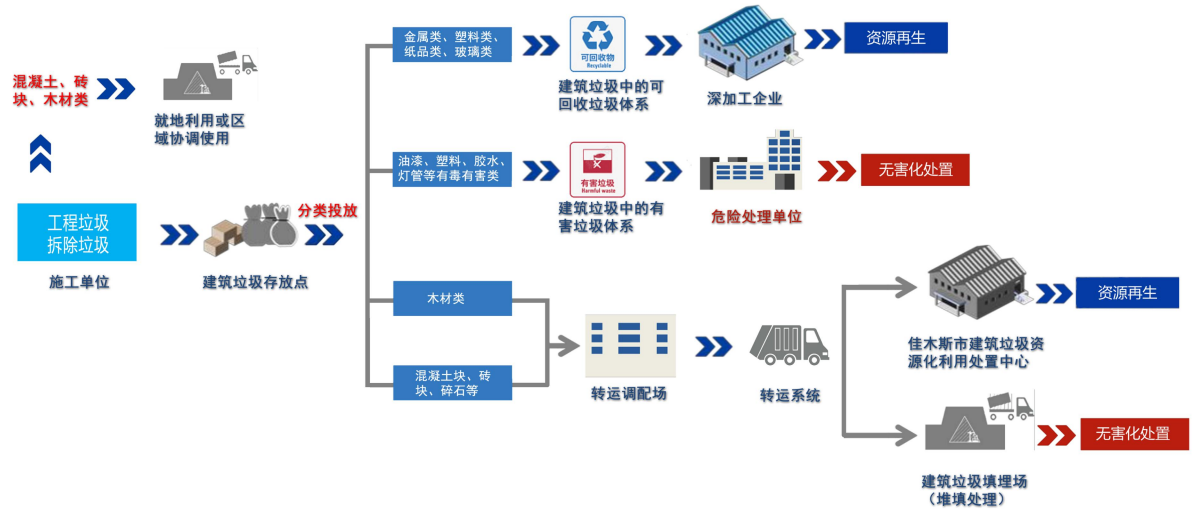 混凝土、砖
块、木材类
就地利用或区
域协调使用
工程垃圾
拆除垃圾
施工单位
建筑垃圾存放点
分类投放
金属类、塑料类、
纸品类、玻璃类
可回收物
Recyclable
建筑垃圾中的可
回收垃圾体系
深加工企业
资源再生
油漆、塑料、胶水、
灯管等有毒有害类
有害垃圾
Harmful waste
建筑垃圾中的有
害垃圾体系
危险处理单位
无害化处置
木材类
混凝土块、砖
块、碎石等
转运调配场
转运系统
佳木斯市建筑垃圾资
源化利用处置中心
资源再生
建筑垃圾填埋场
（堆填处理）
无害化处置